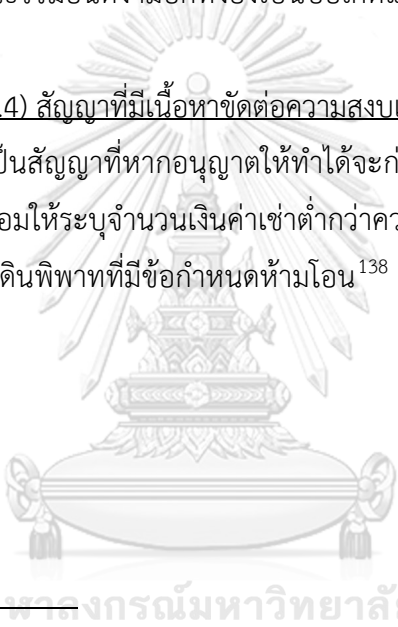 .4) สัญญาที่มีเนื้อหาขัดต่อความสงบเ
ป็นสัญญาที่หากอนุญาตให้ทำได้จะก่
อมให้ระบุจำนวนเงินค่าเช่าต่ำกว่าคว
ดินพิพาทที่มีข้อกำหนดห้ามโอน138
หาลงกรณ์มหาวิทยาลัย